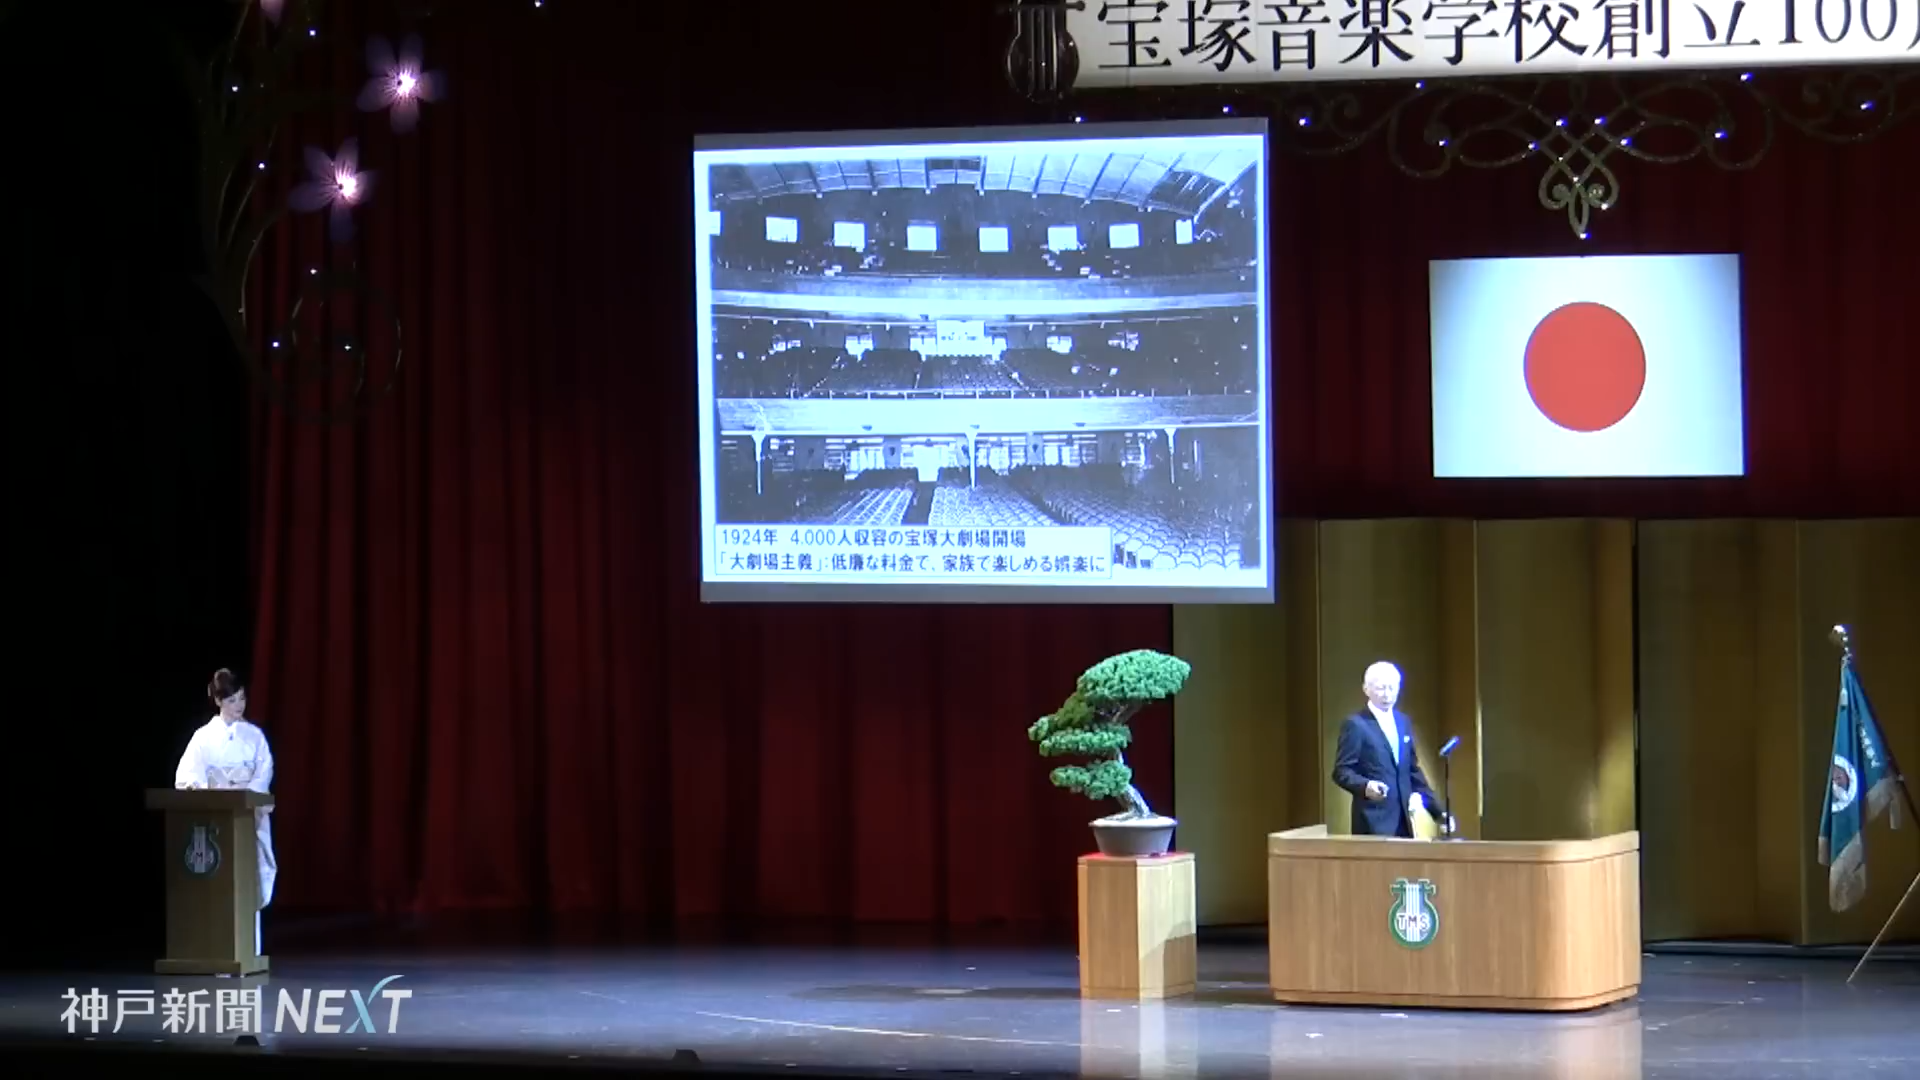 宝塚音楽学校創立100
1924年 4,000人収容の宝塚大劇場開場
「大劇場主義」:低廉な料金で、家族で楽しめる娯楽に
TMS
TMS
神戸新聞NEXT